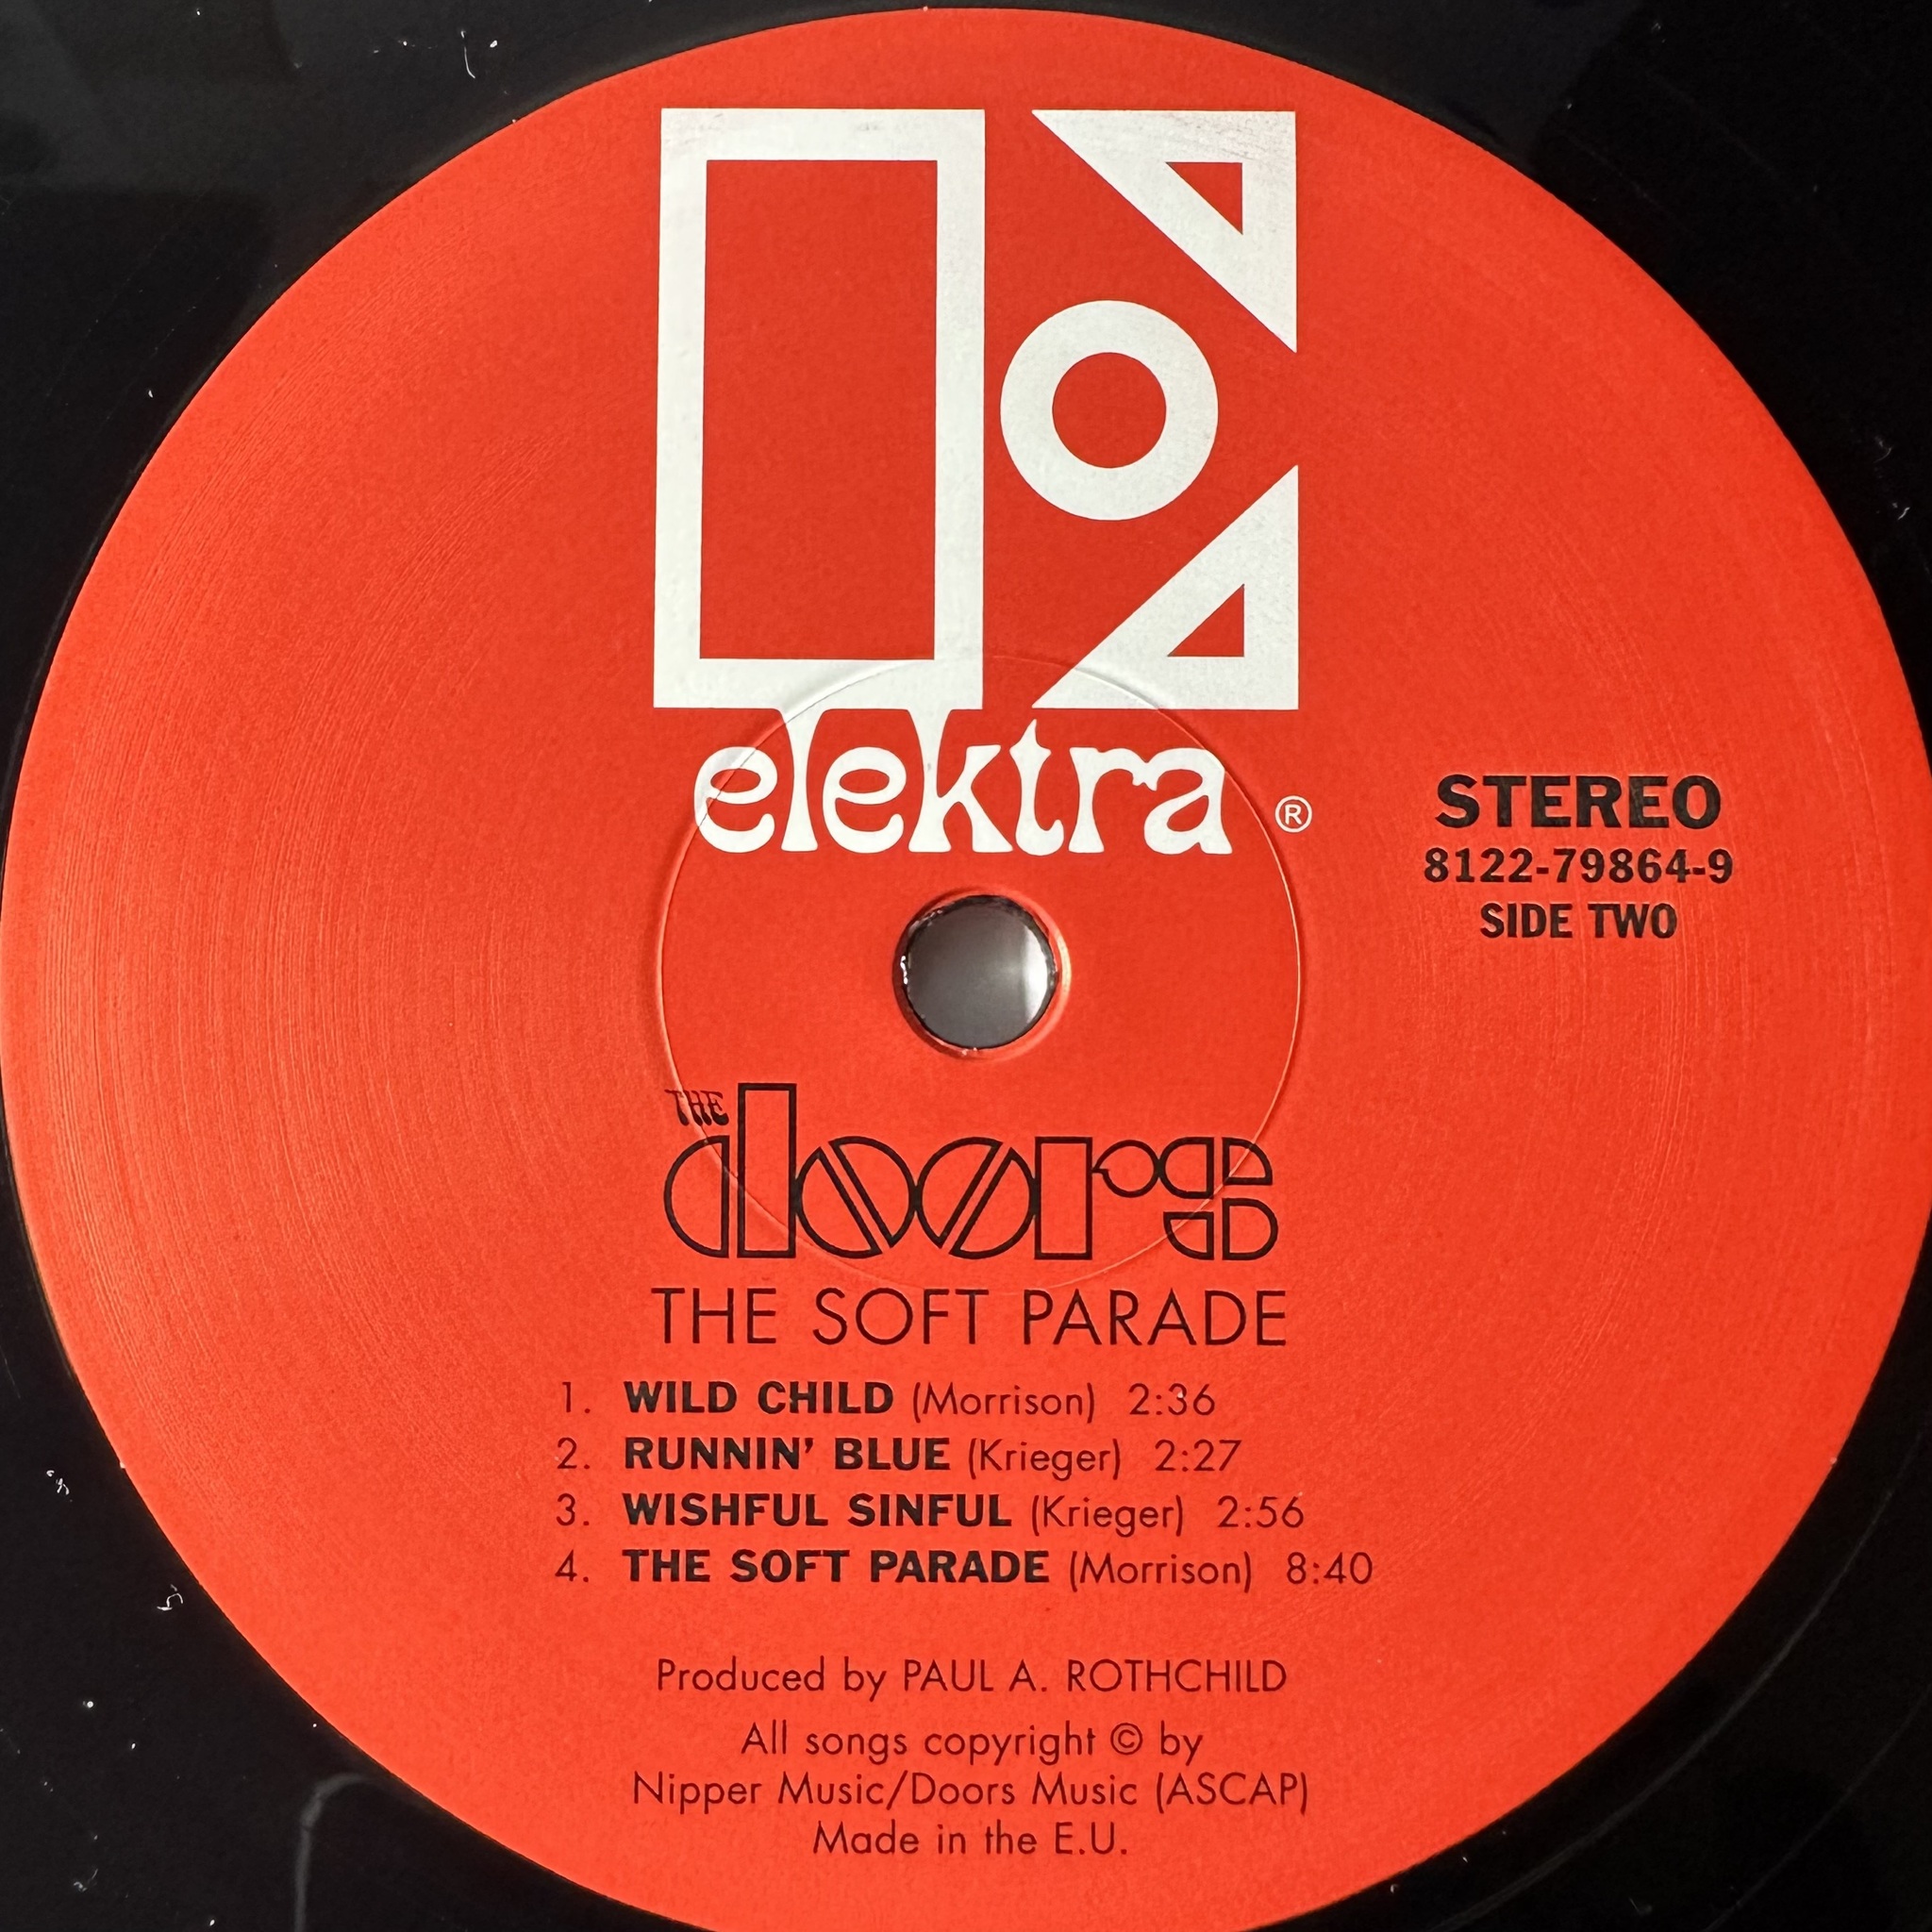 elektra ®
STEREO
8122-79864-9
SIDE TWO
THE
doors
THE SOFT PARADE
1. WILD CHILD (Morrison) 2:36
2. RUNNIN' BLUE (Krieger) 2:27
3. WISHFUL SINFUL (Krieger) 2:56
4. THE SOFT PARADE (Morrison) 8:40
Produced by PAUL A. ROTHCHILD
All songs copyright © by
Nipper Music/Doors Music (ASCAP)
Made in the E.U.